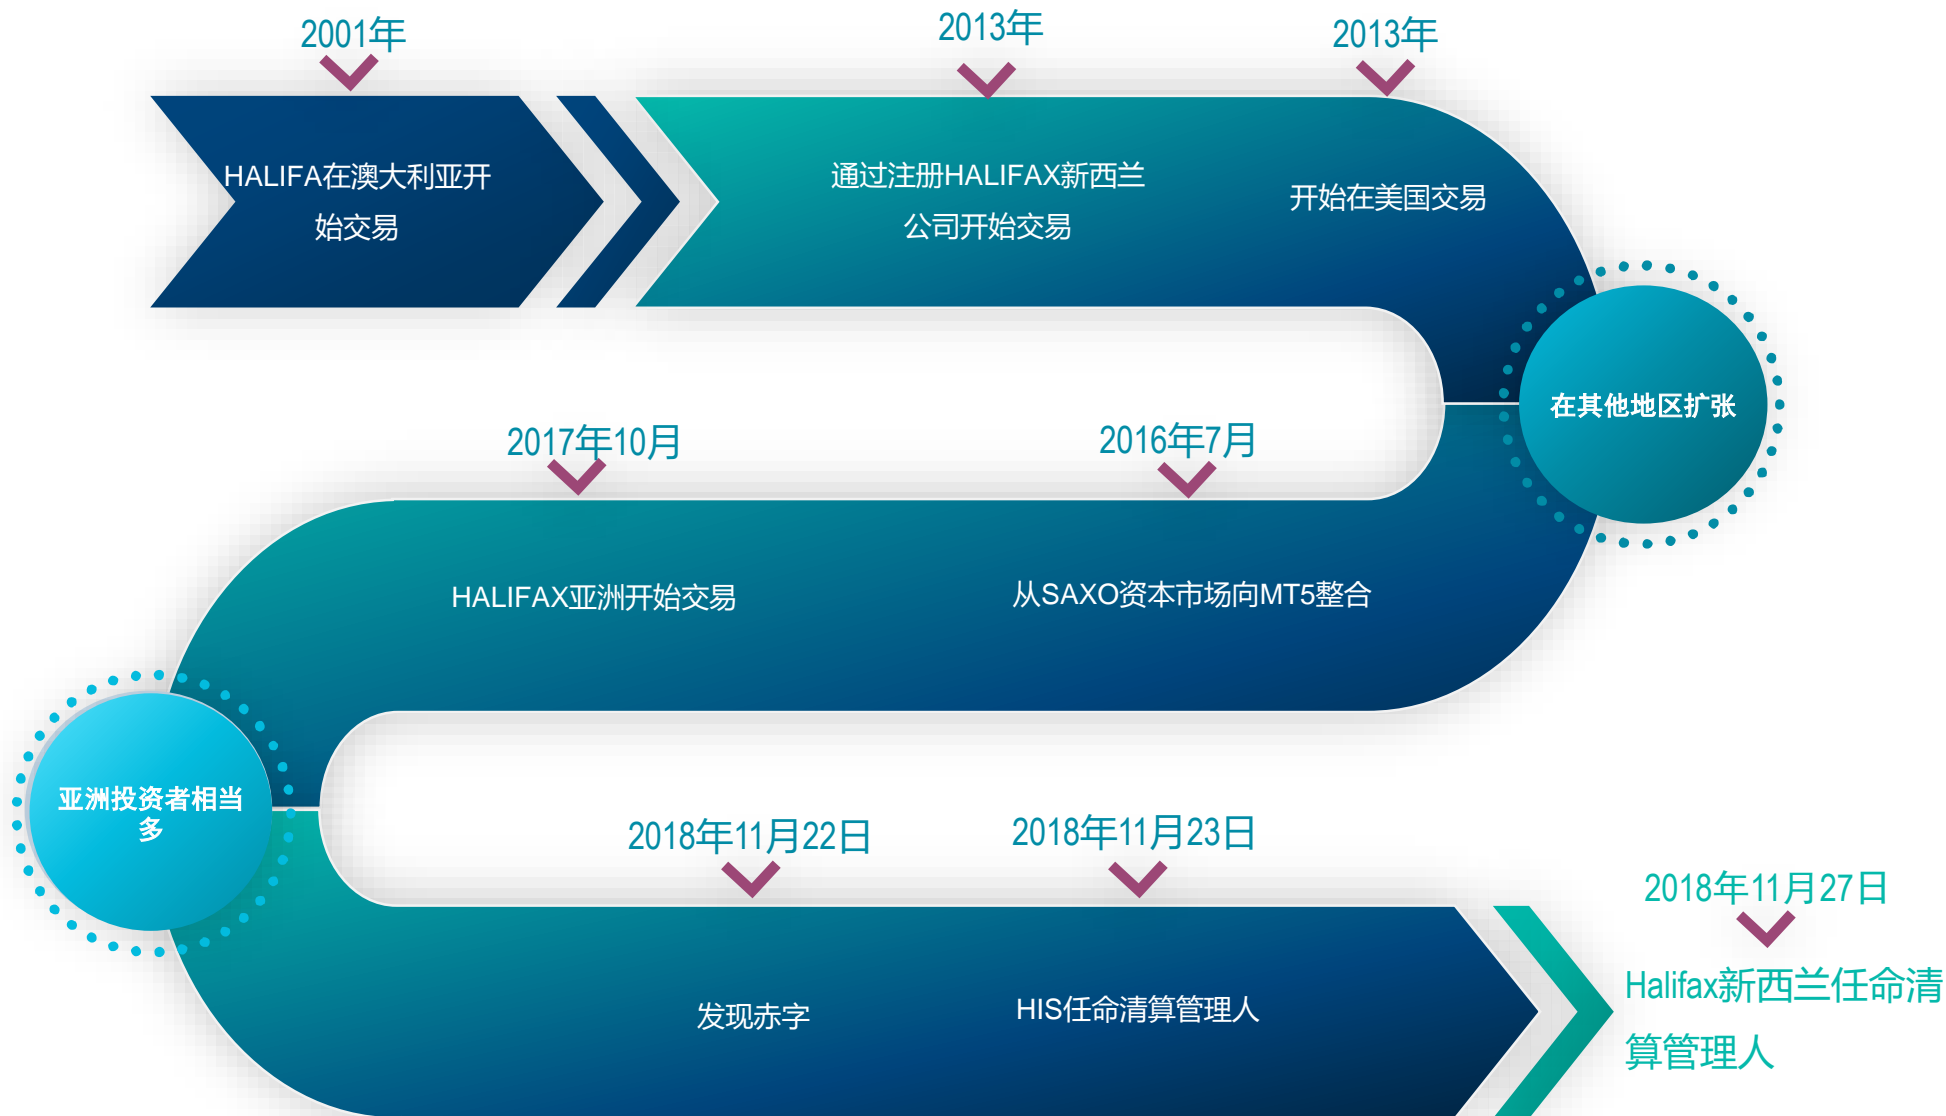 2001年
HALIFA在澳大利亚开
始交易
2013年
通过注册HALIFAX新西兰
公司开始交易
2013年
开始在美国交易
在其他地区扩张
2016年7月
从SAXO资本市场向MT5整合
2017年10月
HALIFAX亚洲开始交易
亚洲投资者相当
多
2018年11月22日
发现赤字
2018年11月23日
HIS任命清算管理人
2018年11月27日
Halifax新西兰任命清
算管理人